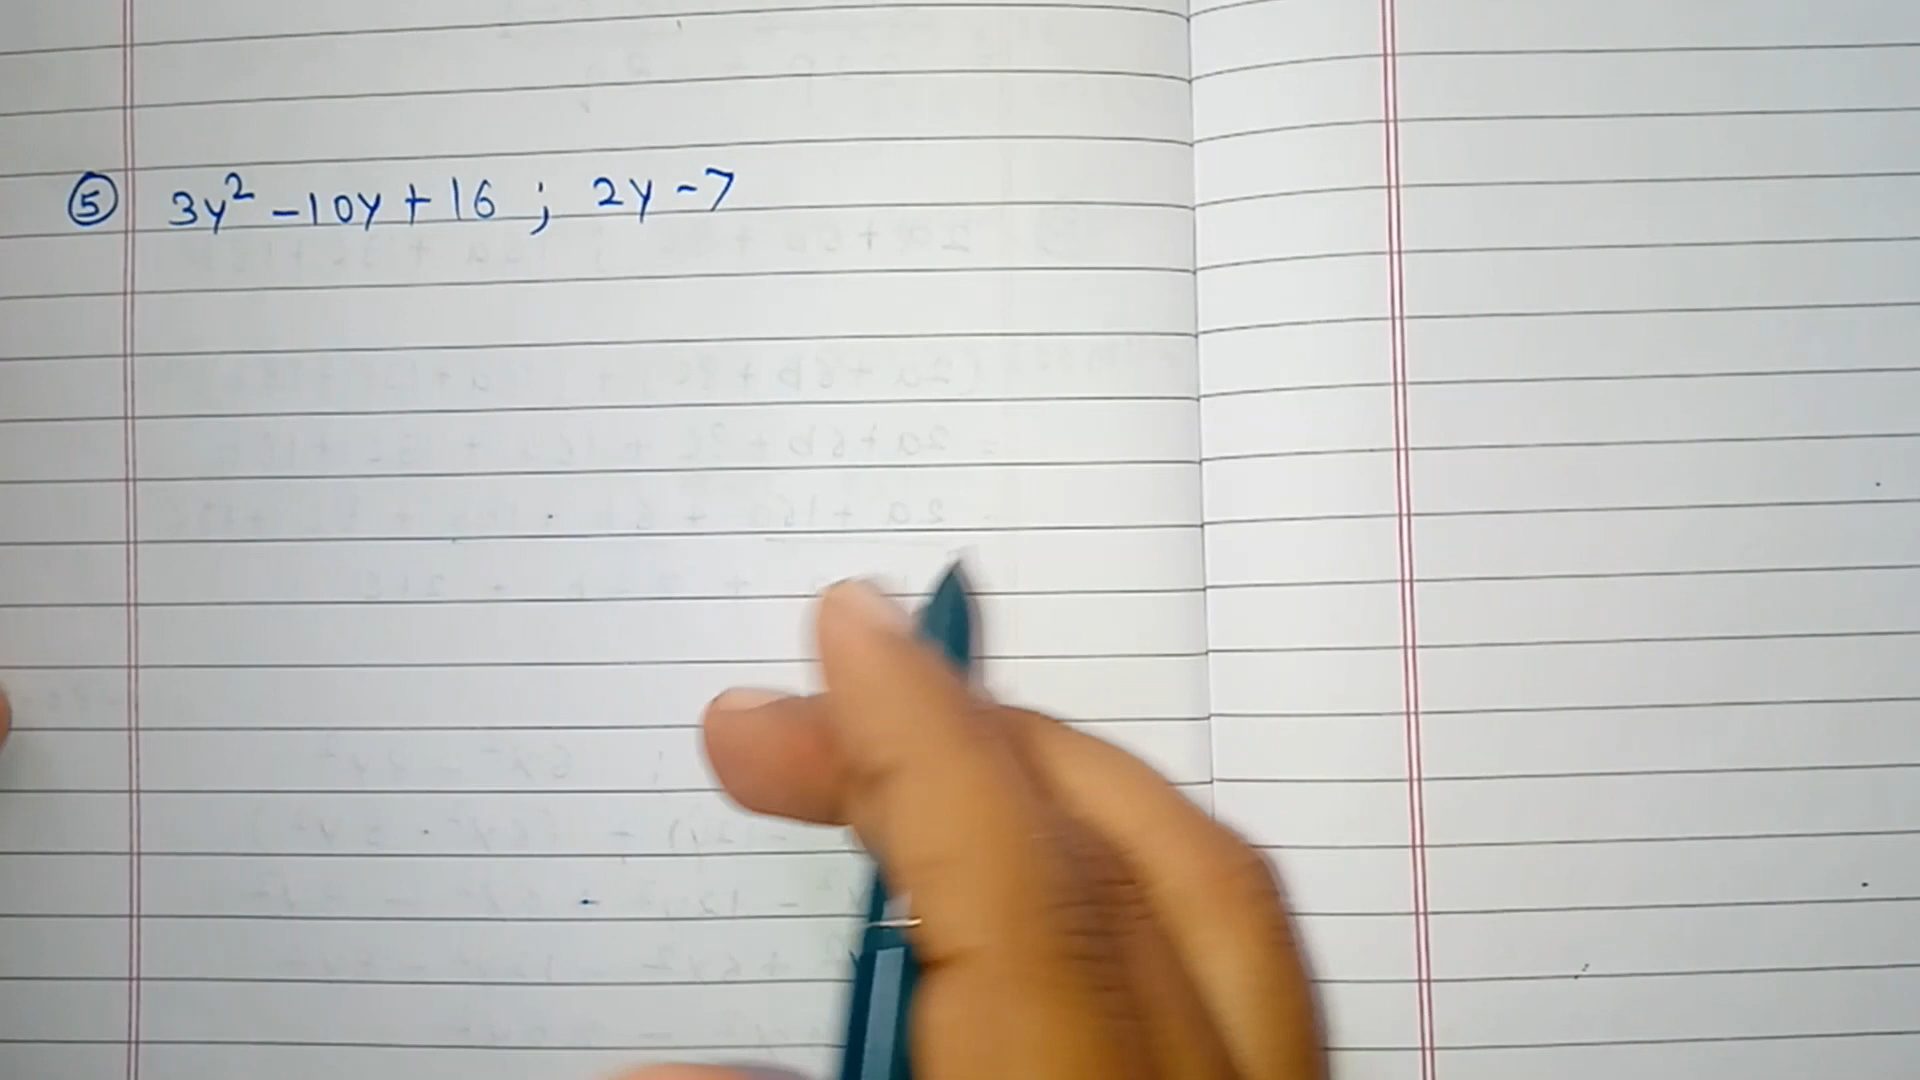 ⑤ 3y² - 10y + 16 ; 2y - 7